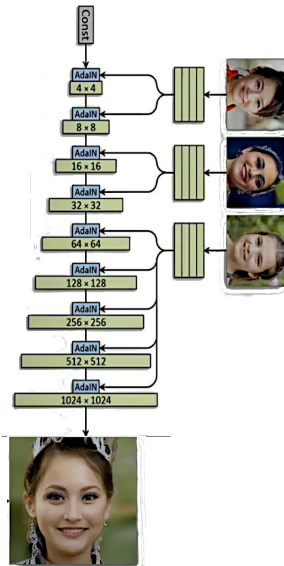 Const
AdaIN
4 × 4
AdaIN
8 × 8
AdaIN
16 × 16
AdaIN
32 × 32
AdaIN
64 × 64
AdaIN
128 × 128
AdaIN
256 × 256
AdaIN
512 × 512
AdaIN
1024 × 1024